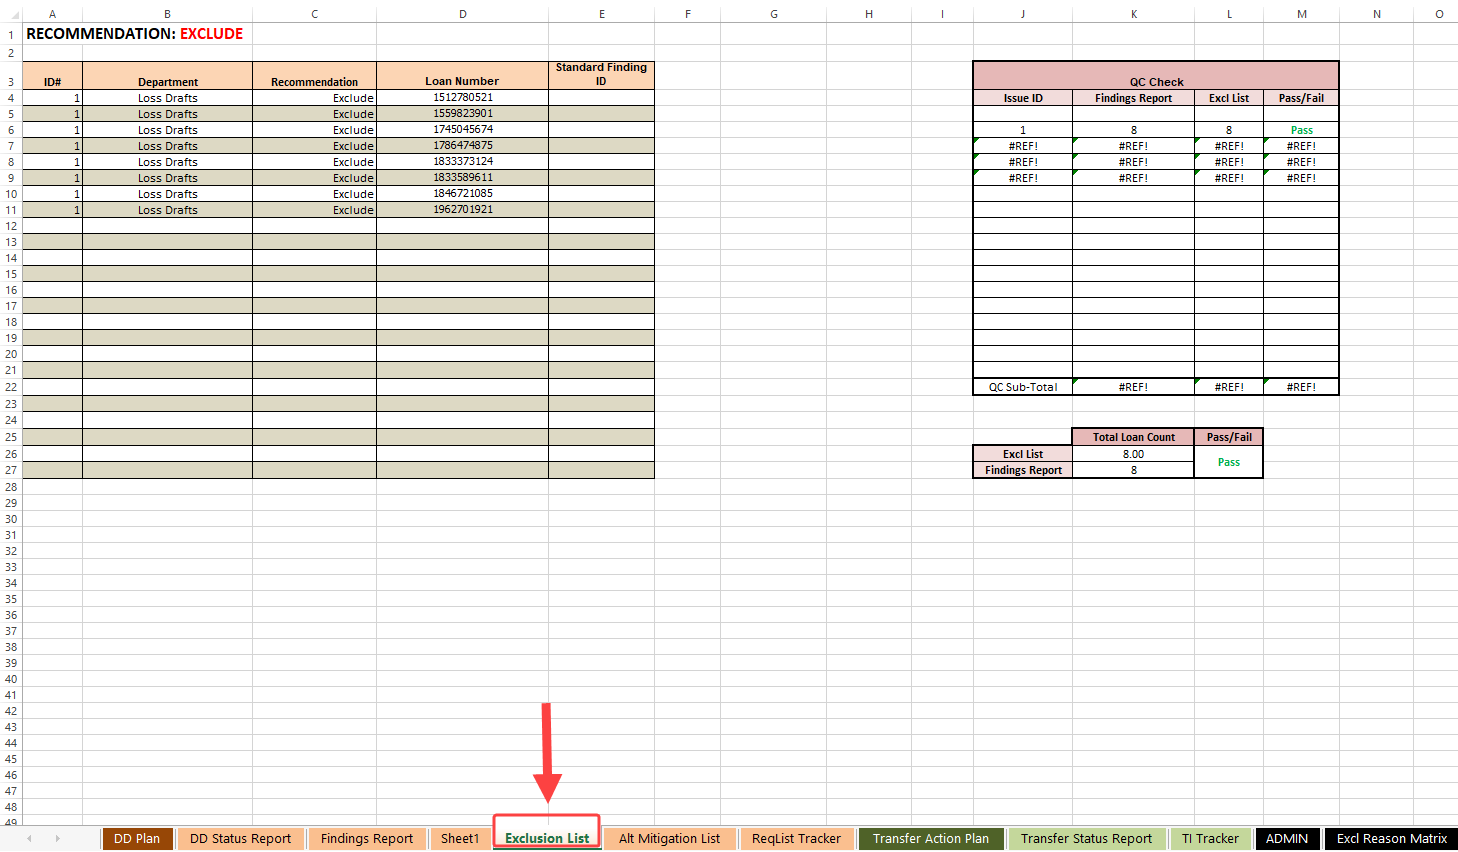 A B C D E F G H I J K L M N O
1 RECOMMENDATION: EXCLUDE
2
Standard Finding
3 ID# Department Recommendation Loan Number ID QC Check
4 1 Loss Drafts Exclude 1512780521 Issue ID Findings Report Excl List Pass/Fail
5 1 Loss Drafts Exclude 1559823901
6 1 Loss Drafts Exclude 1745045674 1 8 8 Pass
7 1 Loss Drafts Exclude 1786474875 #REF! #REF! #REF! #REF!
8 1 Loss Drafts Exclude 1833373124 #REF! #REF! #REF! #REF!
9 1 Loss Drafts Exclude 1833589611 #REF! #REF! #REF! #REF!
10 1 Loss Drafts Exclude 1846721085
11 1 Loss Drafts Exclude 1962701921
12
13
14
15
16
17
18
19
20
21
22 QC Sub-Total #REF! #REF! #REF!
23
24
25 Total Loan Count Pass/Fail
26 Excl List 8.00
Pass
27 Findings Report 8
28
29
30
31
32
33
34
35
36
37
38
39
40
41
42
43
44
45
46
47
48
49
DD Plan DD Status Report Findings Report Sheet1 Exclusion List Alt Mitigation List ReqList Tracker Transfer Action Plan Transfer Status Report TI Tracker ADMIN Excl Reason Matrix